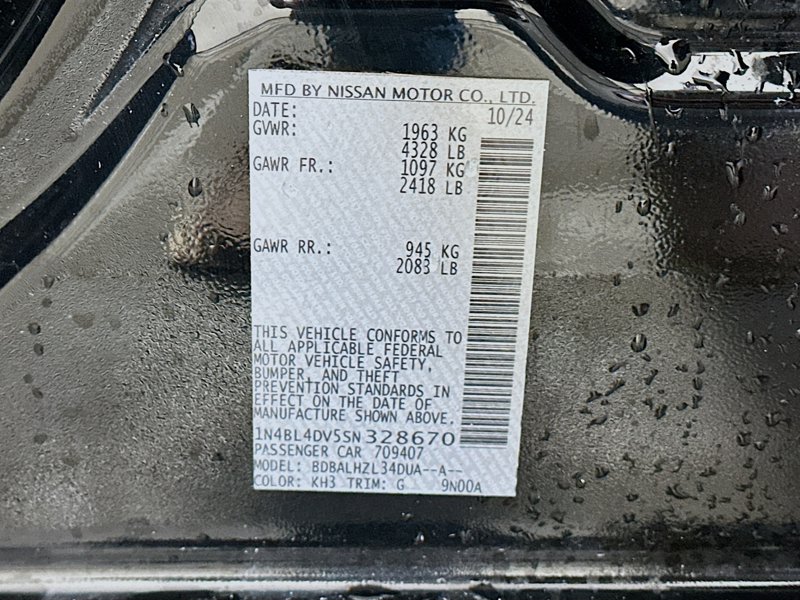 MFD BY NISSAN MOTOR CO., LTD.
DATE: 10/24
GVWR: 1963 KG
4328 LB
GAWR FR.: 1097 KG
2418 LB
GAWR RR.: 945 KG
2083 LB
THIS VEHICLE CONFORMS TO
ALL APPLICABLE FEDERAL
MOTOR VEHICLE SAFETY,
BUMPER, AND THEFT
PREVENTION STANDARDS IN
EFFECT ON THE DATE OF
MANUFACTURE SHOWN ABOVE.
1N4BL4DV5SN328670
PASSENGER CAR 709407
MODEL: BDBALHZL34DUA--A--
COLOR: KH3 TRIM: G 9N00A